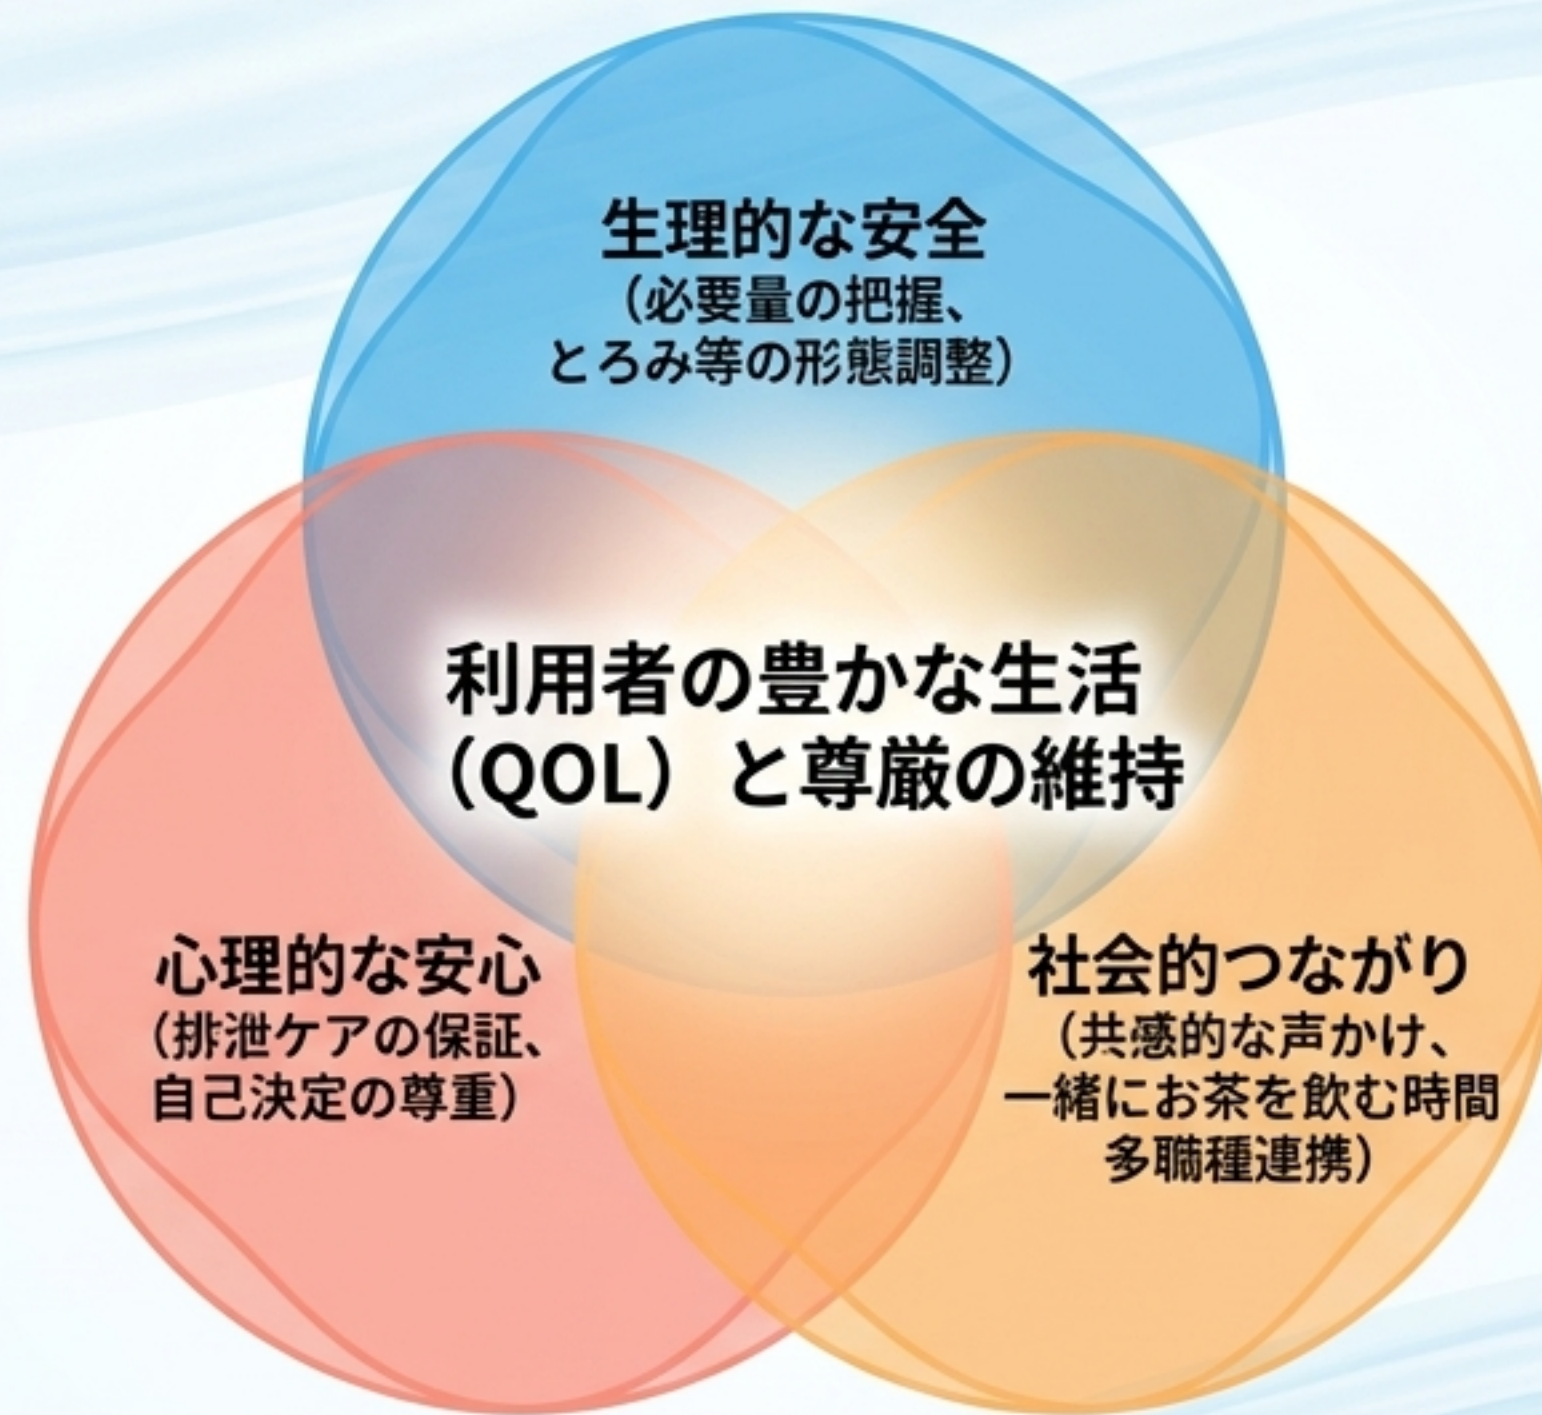 生理的な安全
（必要量の把握、
とろみ等の形態調整）
利用者の豊かな生活
（QOL）と尊厳の維持
心理的な安心
（排泄ケアの保証、
自己決定の尊重）
社会的つながり
（共感的な声かけ、
一緒にお茶を飲む時間
多職種連携）